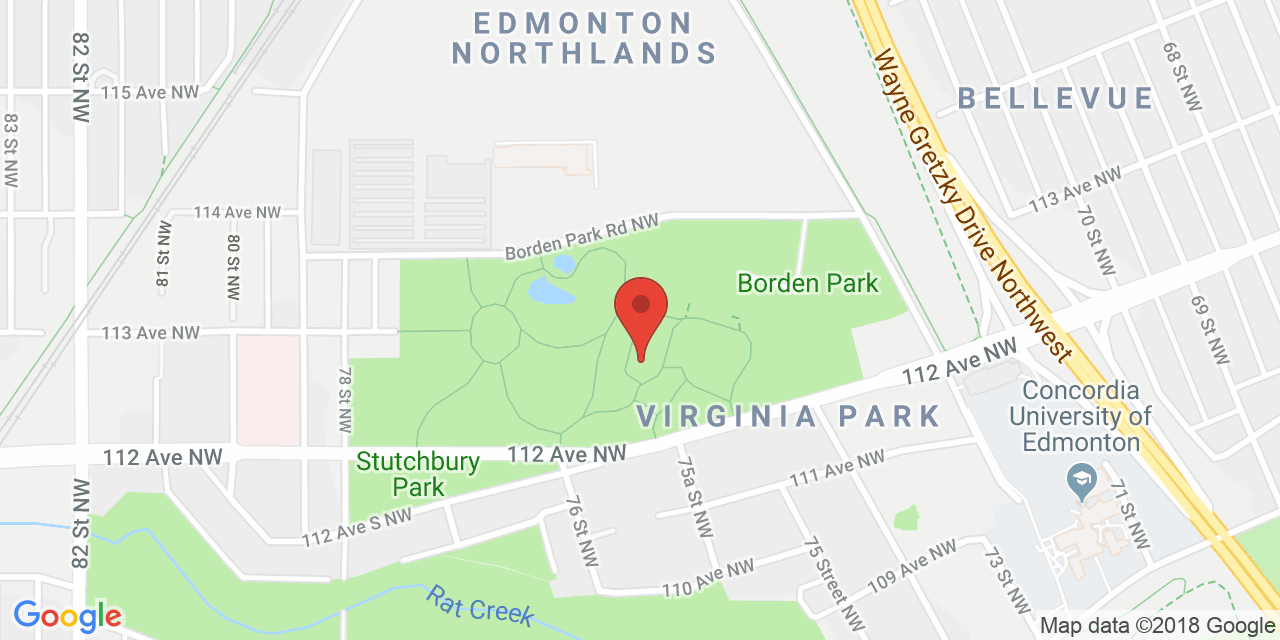 EDMONTON
NORTHLANDS
82 St NW
115 Ave NW
83 St NW
Wayne Gretzky Drive Northwest
68 St NW
BELLEVUE
113 Ave NW
114 Ave NW
81 St NW
80 St NW
Borden Park Rd NW
70 St NW
Borden Park
69 St NW
113 Ave NW
78 St NW
112 Ave NW
VIRGINIA PARK
Concordia
University of
Edmonton
112 Ave NW
112 Ave NW
Stutchbury
Park
75a St NW
111 Ave NW
82 St NW
76 St NW
71 St NW
112 Ave S NW
75 Street NW
110 Ave NW
109 Ave NW
73 St NW
Rat Creek
Google
Map data ©2018 Google